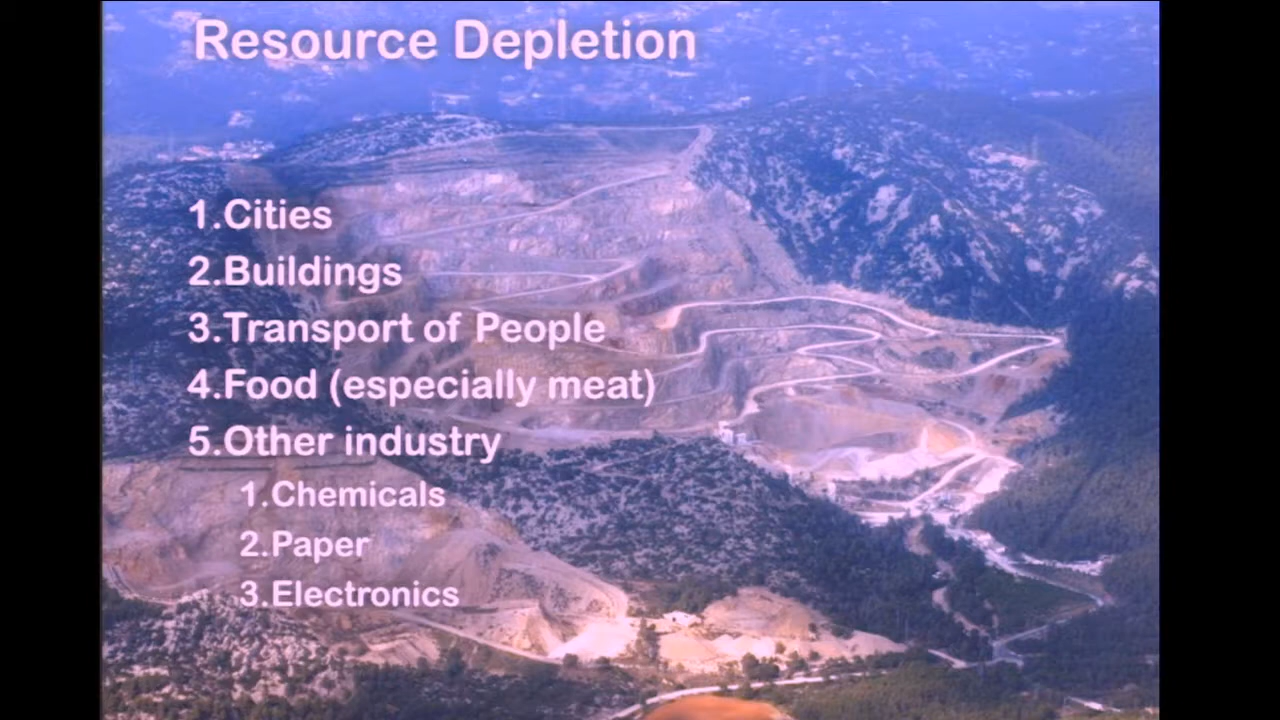 Resource Depletion
1.Cities
2.Buildings
3.Transport of People
4.Food (especially meat)
5.Other industry
1.Chemicals
2.Paper
3.Electronics